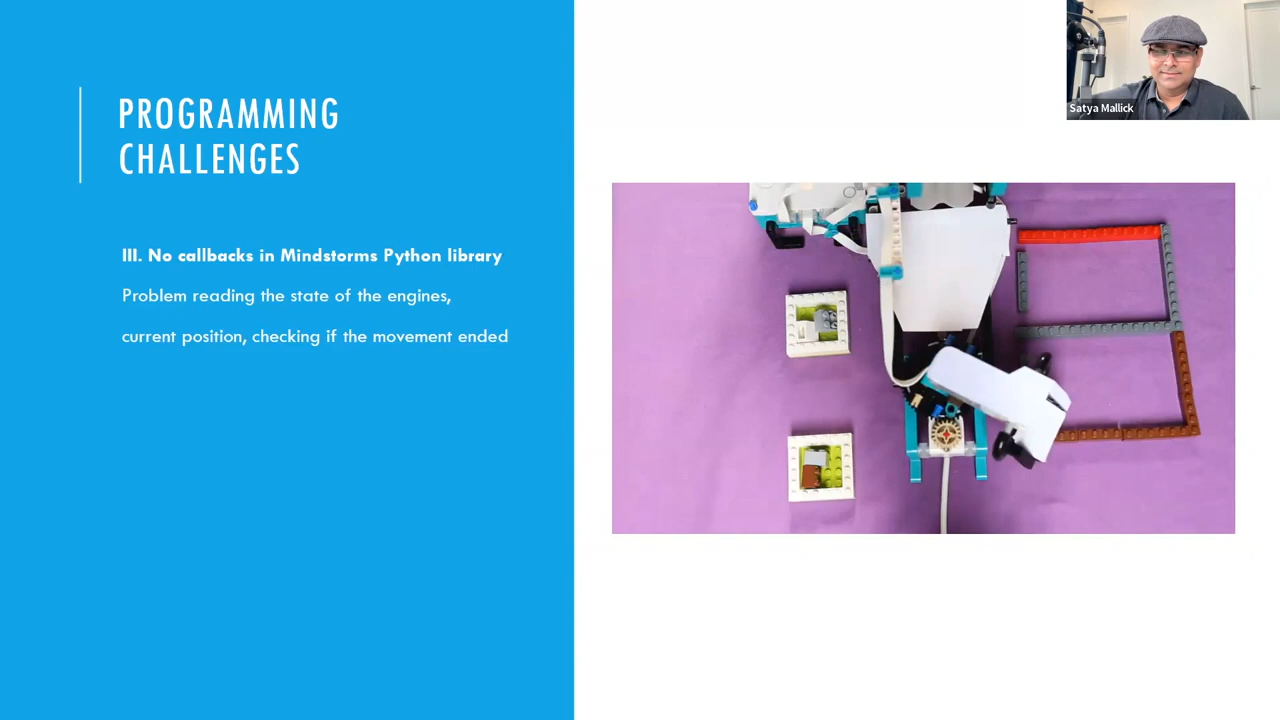 PROGRAMMING
CHALLENGES
III. No callbacks in Mindstorms Python library
Problem reading the state of the engines,
current position, checking if the movement ended
Satya Mallick